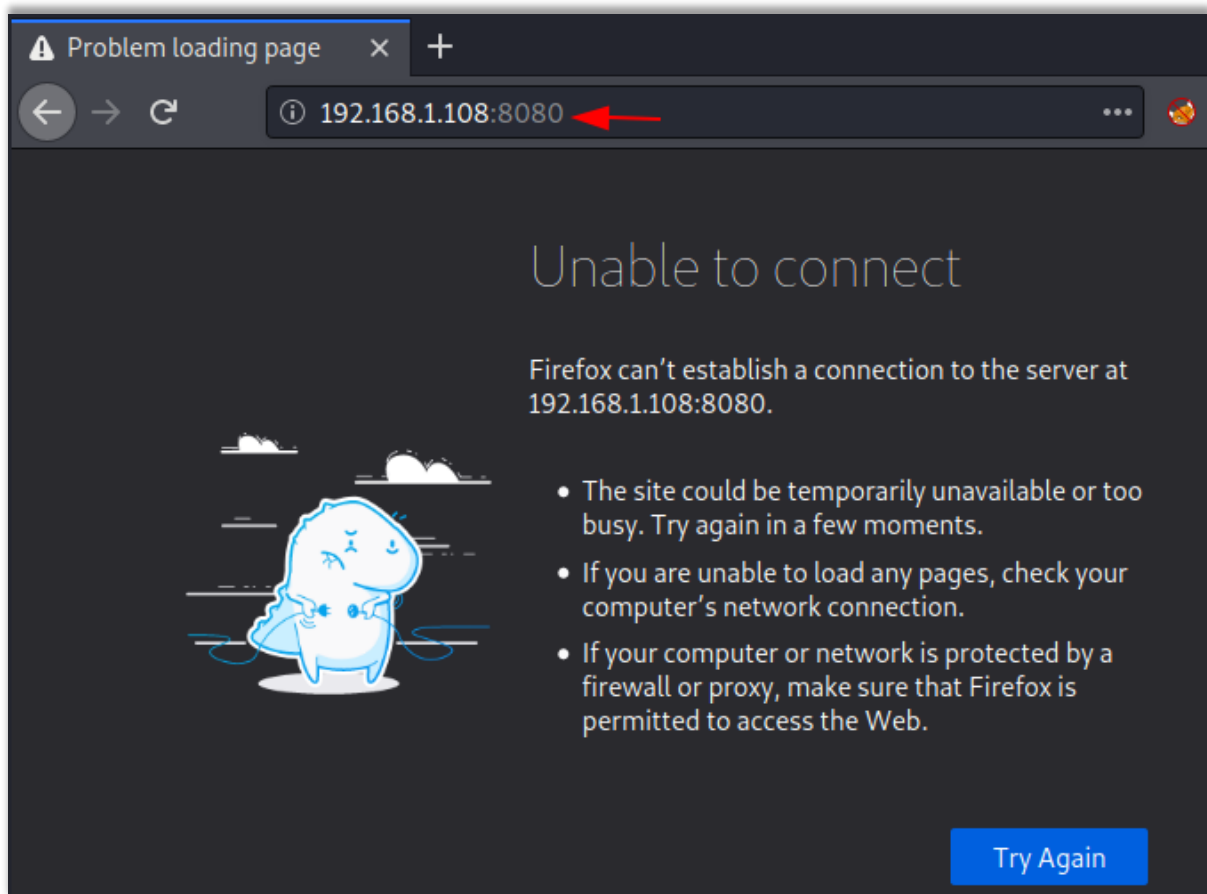 Problem loading page
192.168.1.108:8080
Unable to connect
Firefox can’t establish a connection to the server at
192.168.1.108:8080.
The site could be temporarily unavailable or too
busy. Try again in a few moments.
If you are unable to load any pages, check your
computer’s network connection.
If your computer or network is protected by a
firewall or proxy, make sure that Firefox is
permitted to access the Web.
Try Again